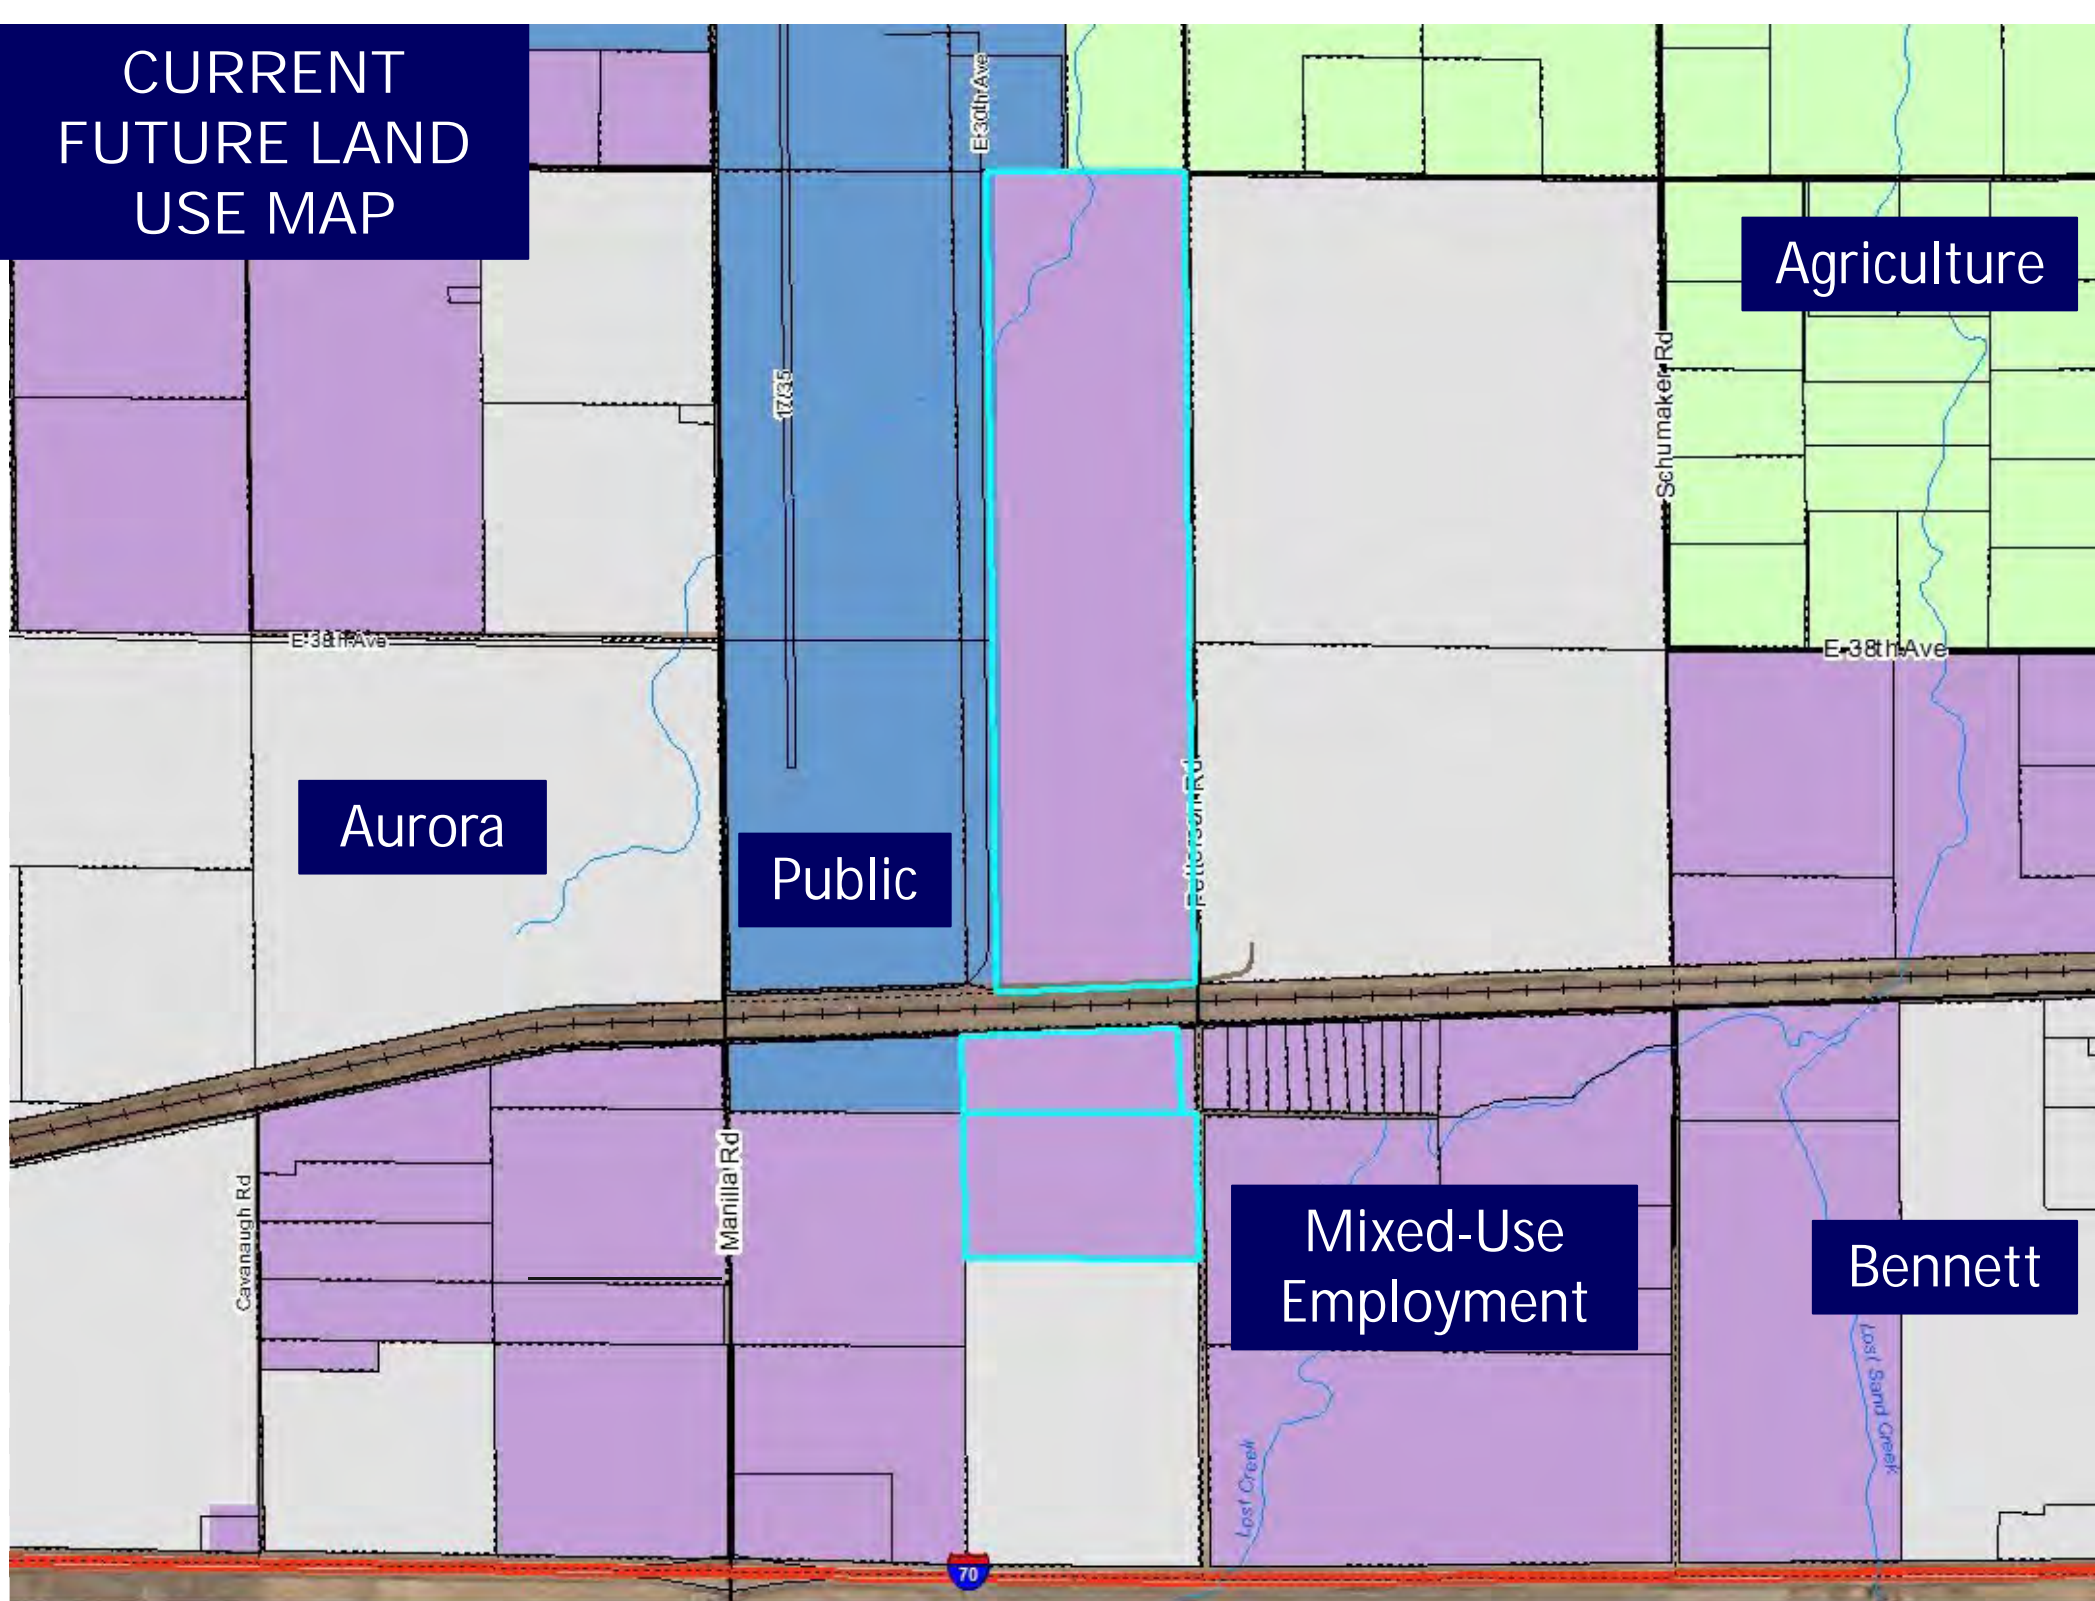 CURRENT
FUTURE LAND
USE MAP
E 30th Ave
Agriculture
17/35
Schumaker Rd
E 38th Ave
E 38th Ave
Aurora
Public
Manilla Rd
Cavanaugh Rd
Mixed-Use
Employment
Bennett
Lost Sand Creek
Lost Creek
70